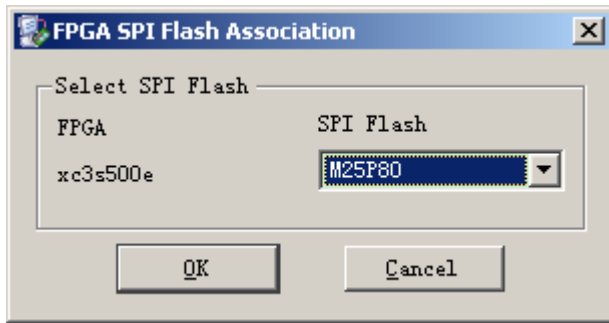 FPGA SPI Flash Association
Select SPI Flash
FPGA SPI Flash
xc3s500e M25P80
OK Cancel